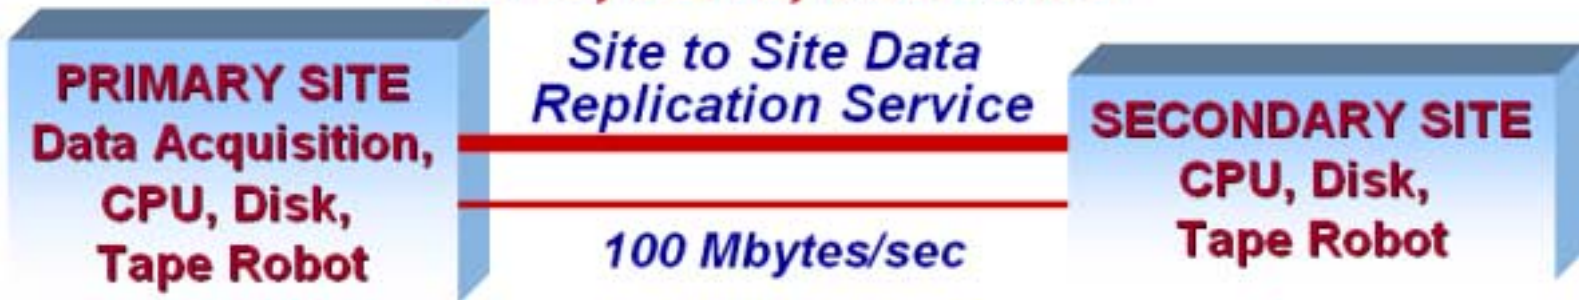 PRIMARY SITE
Data Acquisition,
CPU, Disk,
Tape Robot
Site to Site Data
Replication Service
100 Mbytes/sec
SECONDARY SITE
CPU, Disk,
Tape Robot